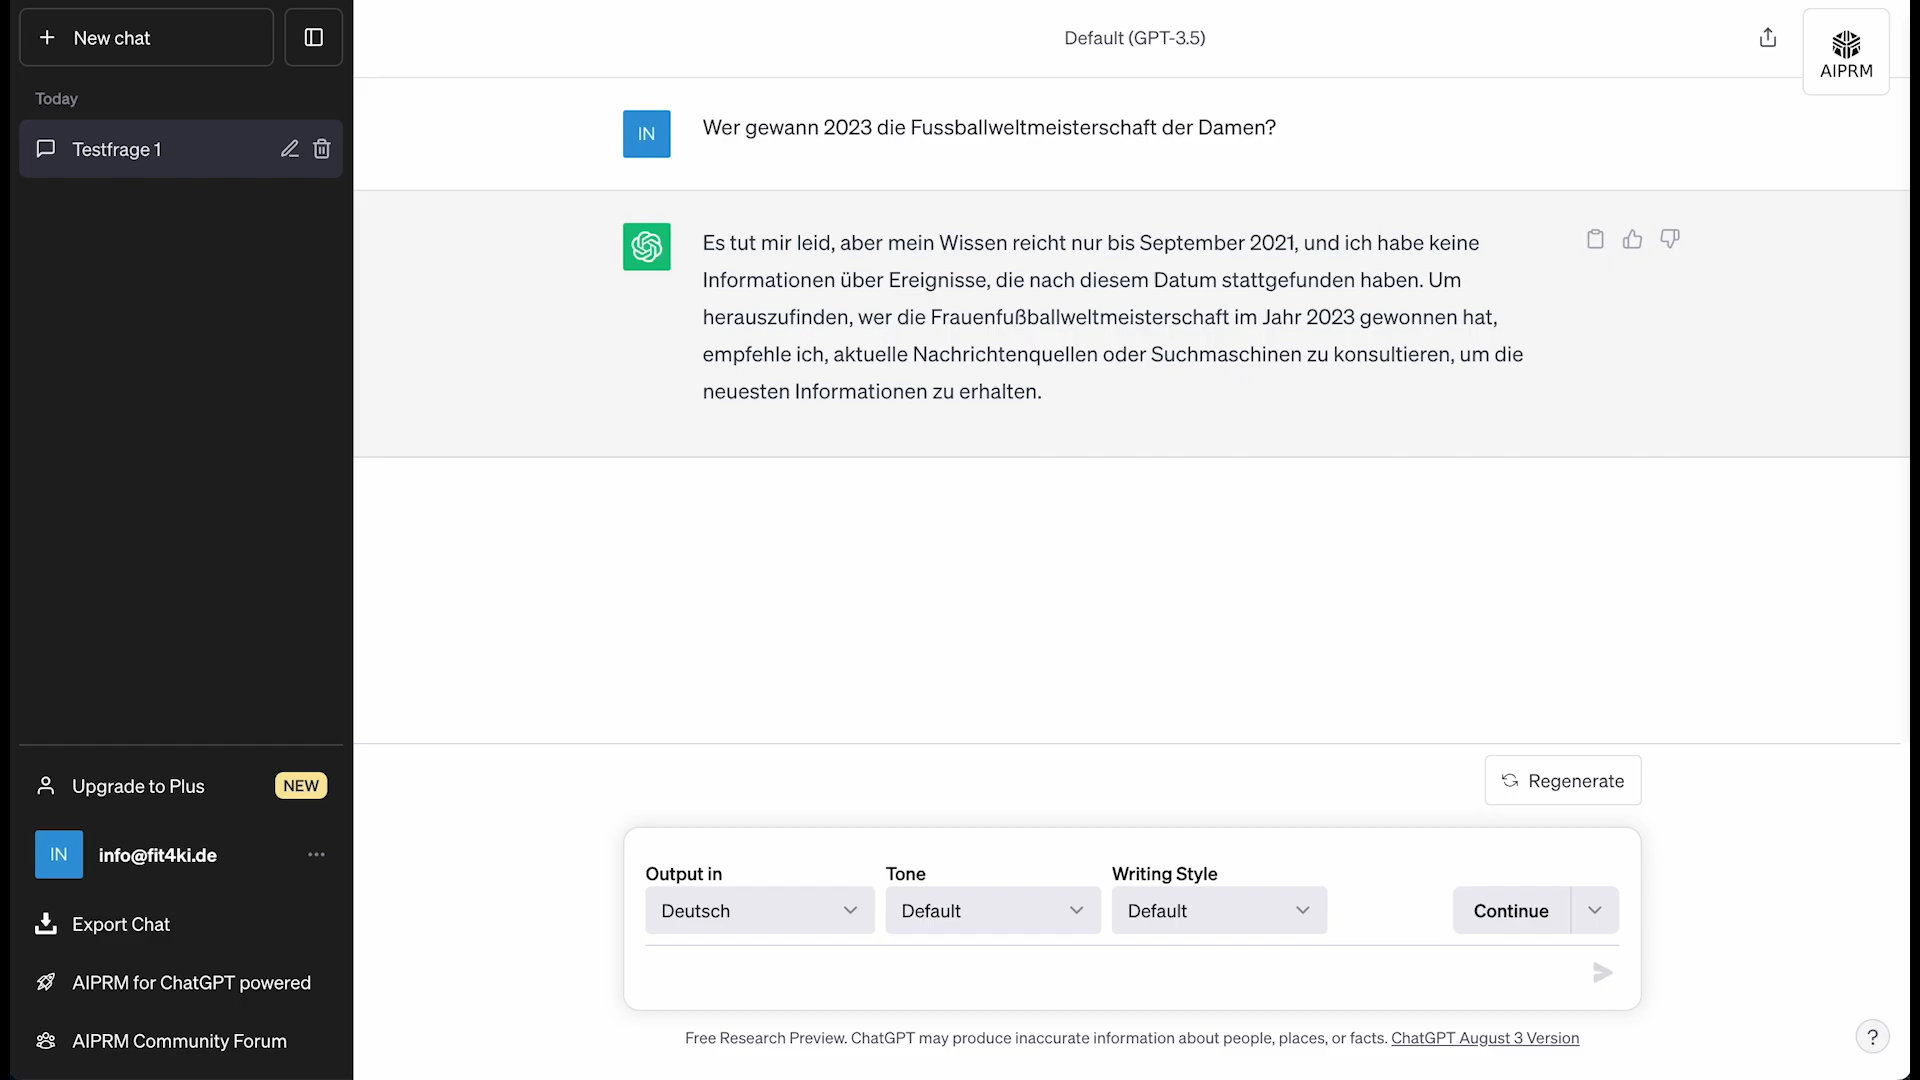 New chat
Today
Testfrage 1
Upgrade to Plus NEW
IN info@fit4ki.de
Export Chat
AIPRM for ChatGPT powered
AIPRM Community Forum
Default (GPT-3.5)
AIPRM
IN Wer gewann 2023 die Fussballweltmeisterschaft der Damen?
Es tut mir leid, aber mein Wissen reicht nur bis September 2021, und ich habe keine
Informationen über Ereignisse, die nach diesem Datum stattgefunden haben. Um
herauszufinden, wer die Frauenfußballweltmeisterschaft im Jahr 2023 gewonnen hat,
empfehle ich, aktuelle Nachrichtenquellen oder Suchmaschinen zu konsultieren, um die
neuesten Informationen zu erhalten.
Regenerate
Output in Tone Writing Style
Deutsch Default Default Continue
Free Research Preview. ChatGPT may produce inaccurate information about people, places, or facts. ChatGPT August 3 Version
?